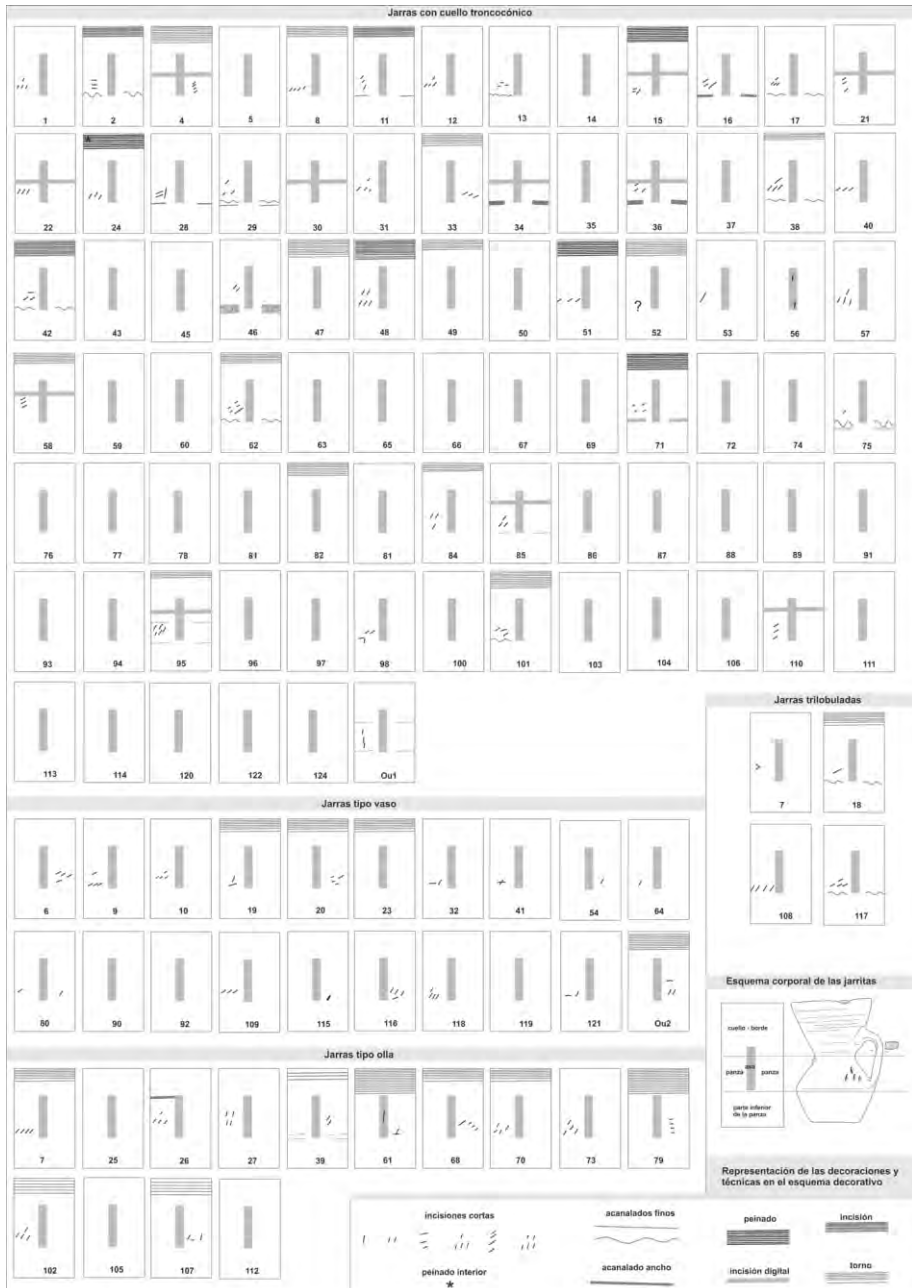 Jarras con cuello troncocónico
1 2 4 5 8 11 12 13 14 15 16 17 21
22 24 28 29 30 31 33 34 35 36 37 38 40
42 43 45 46 47 48 49 50 51 52 53 56 57
?
58 59 60 62 63 65 66 67 69 71 72 74 75
76 77 78 81 82 81 84 85 86 87 88 89 91
93 94 95 96 97 98 100 101 103 104 106 110 111
113 114 120 122 124 Ou1
Jarras trilobuladas
7 18
108 117
Jarras tipo vaso
6 9 10 19 20 23 32 41 54 64
80 90 92 109 115 116 118 119 121 Ou2
Esquema corporal de las jarritas
cuello - borde
panza asa panza
parte inferior
de la panza
Jarras tipo olla
7 25 26 27 39 61 68 70 73 79
102 105 107 112
Representación de las decoraciones y
técnicas en el esquema decorativo
incisiones cortas acanalados finos peinado incisión
peinado interior acanalado ancho incisión digital torno
*